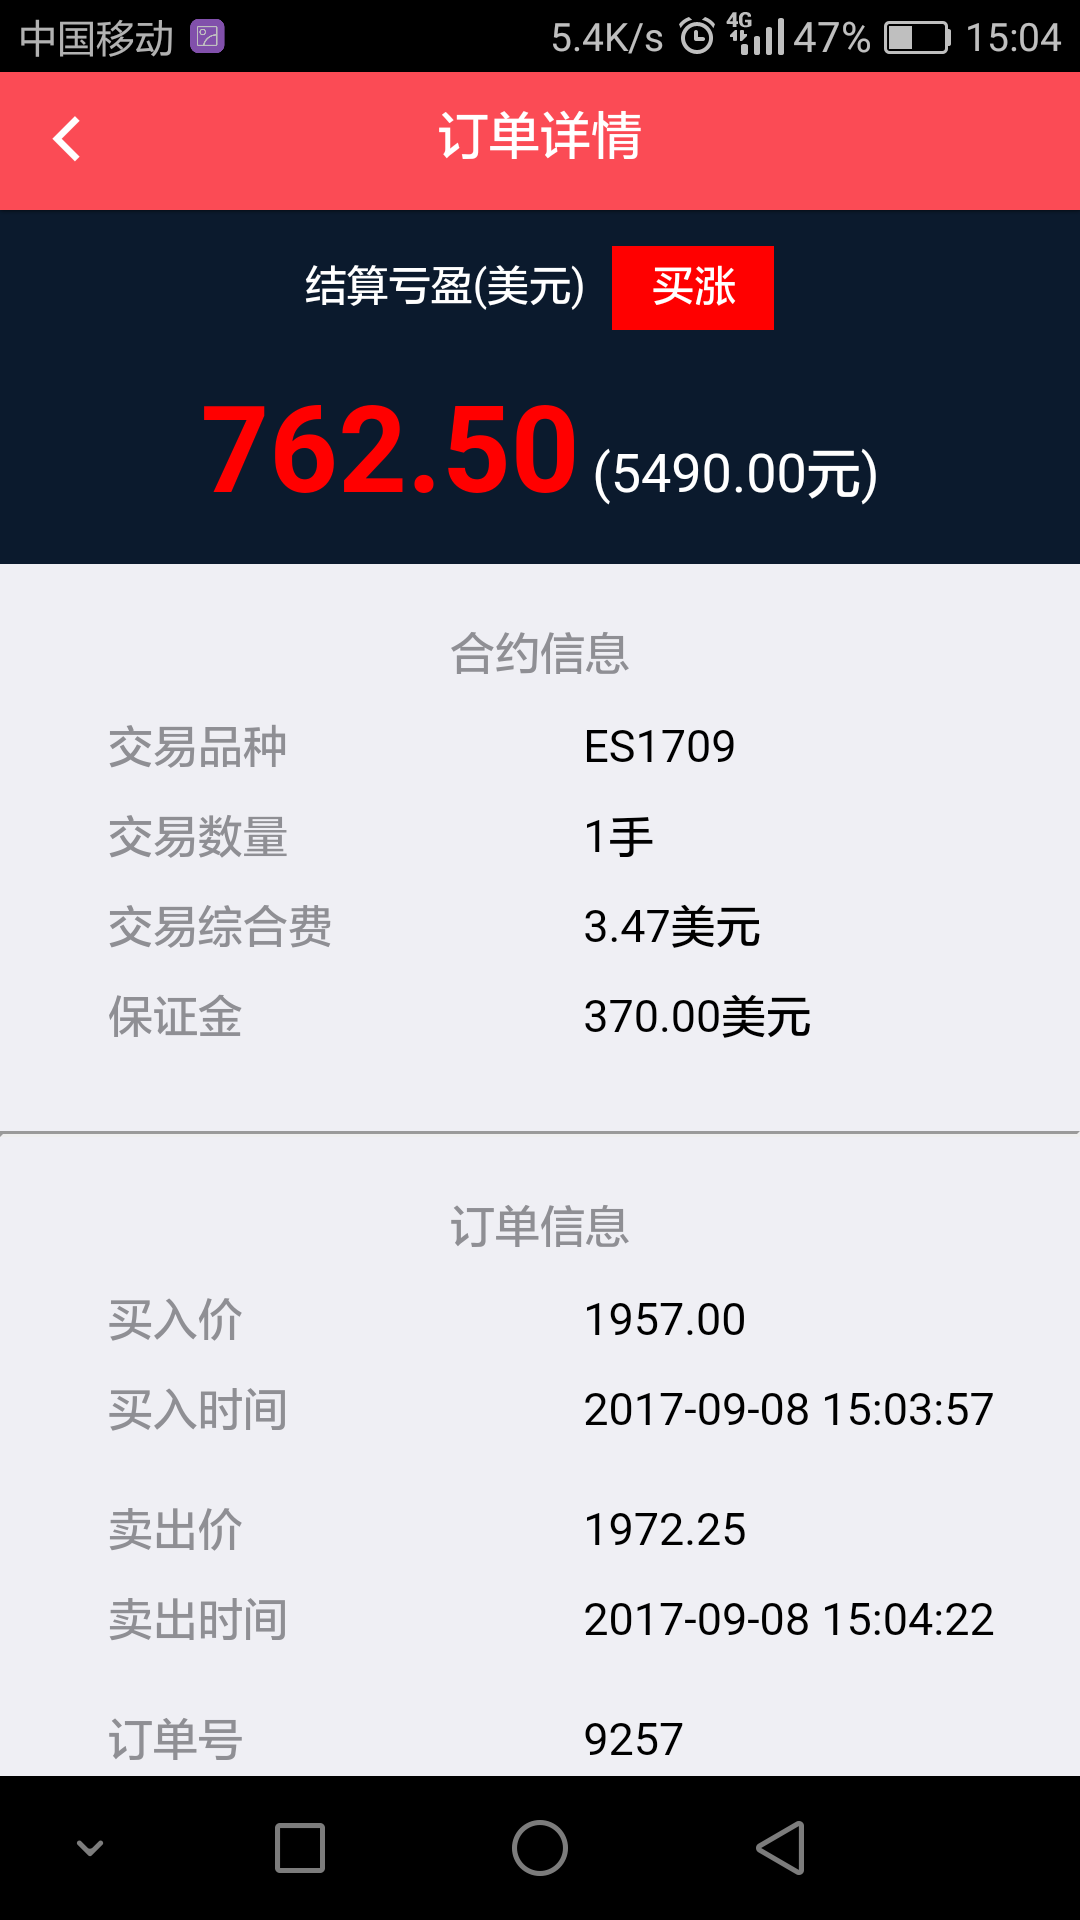 中国移动 5.4K/s 4G 47% 15:04
订单详情
结算亏盈(美元) 买涨
762.50 (5490.00元)
合约信息
交易品种 ES1709
交易数量 1手
交易综合费 3.47美元
保证金 370.00美元
订单信息
买入价 1957.00
买入时间 2017-09-08 15:03:57
卖出价 1972.25
卖出时间 2017-09-08 15:04:22
订单号 9257